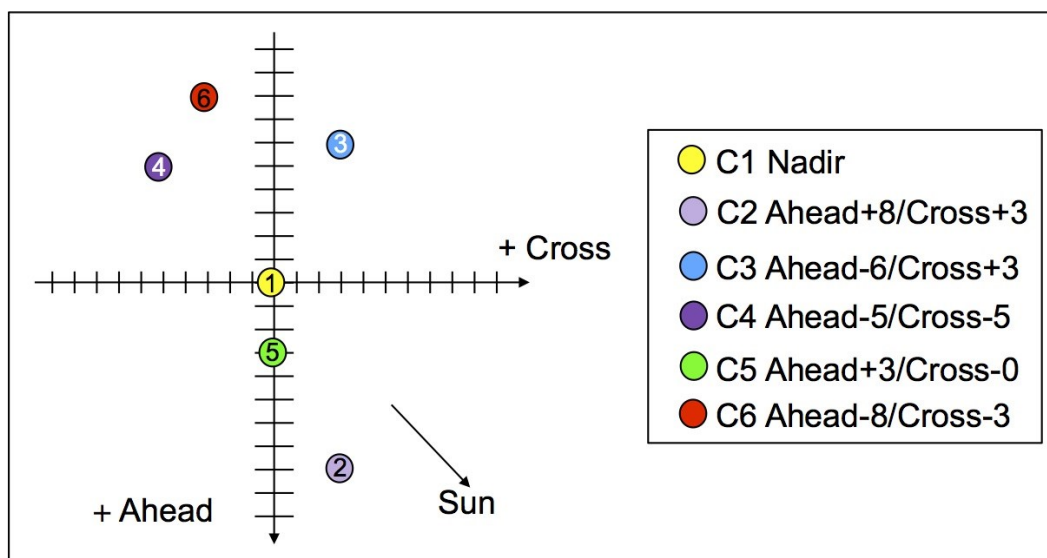 6
3
4
+ Cross
1
5
2
Sun
+ Ahead
C1 Nadir
C2 Ahead+8/Cross+3
C3 Ahead-6/Cross+3
C4 Ahead-5/Cross-5
C5 Ahead+3/Cross-0
C6 Ahead-8/Cross-3